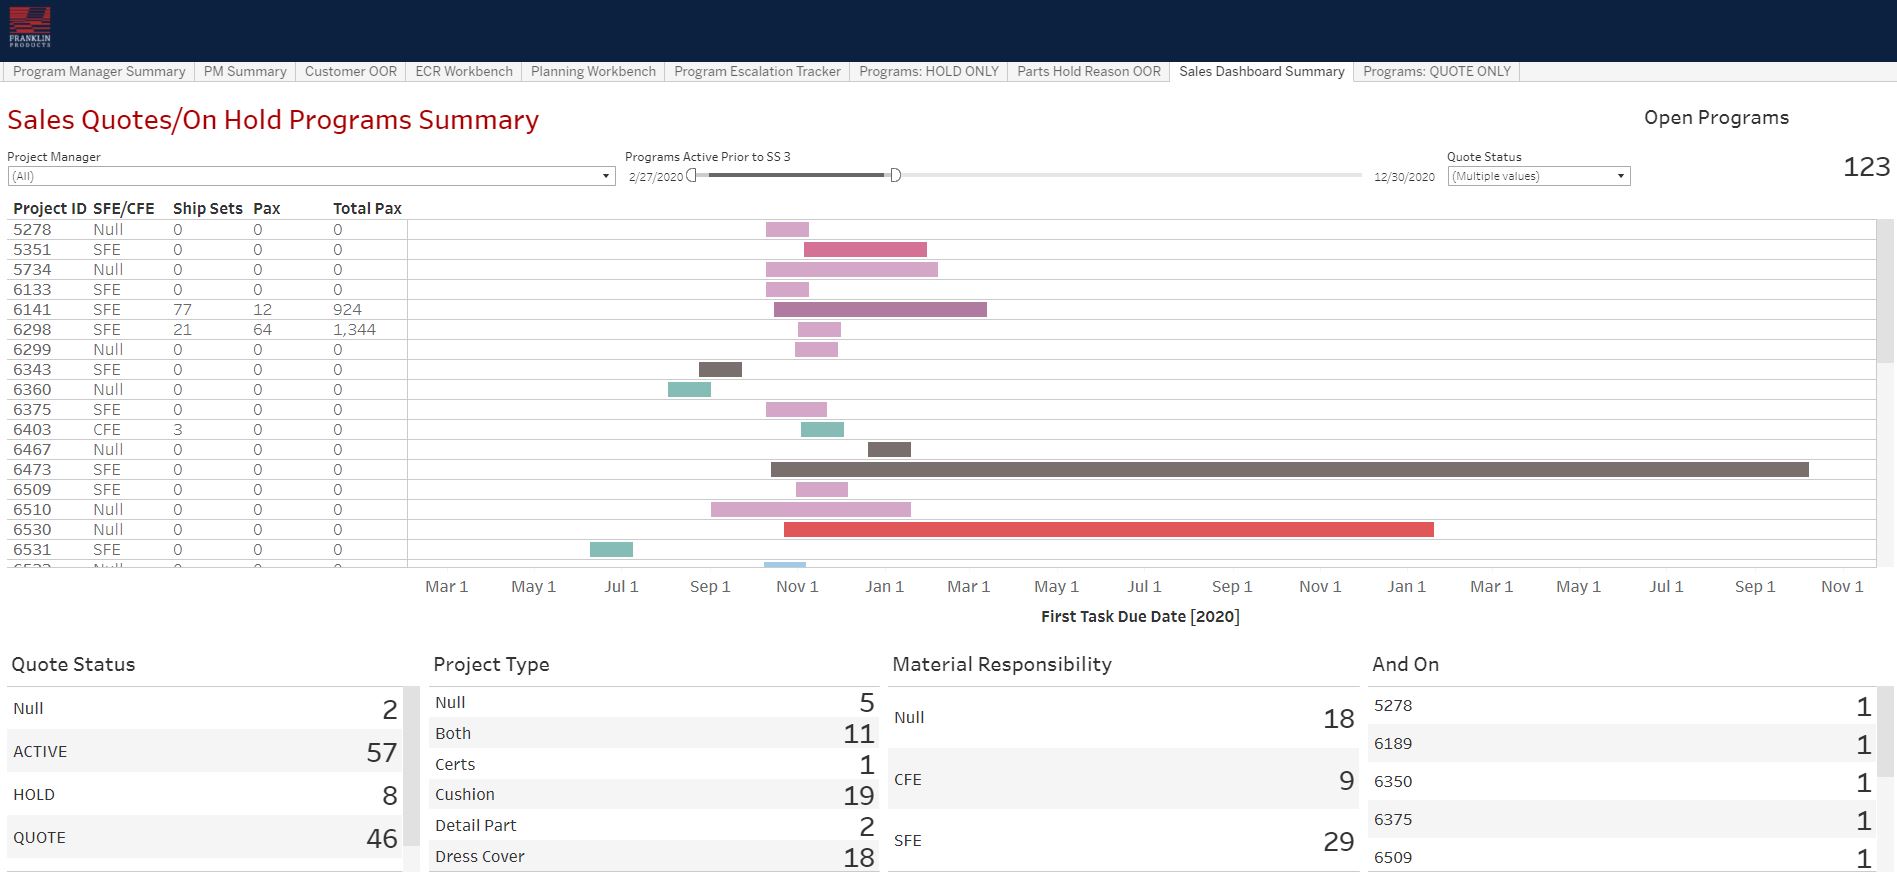 FRANKLIN
PRODUCTS
Program Manager Summary PM Summary Customer OOR ECR Workbench Planning Workbench Program Escalation Tracker Programs: HOLD ONLY Parts Hold Reason OOR Sales Dashboard Summary Programs: QUOTE ONLY
Sales Quotes/On Hold Programs Summary
Open Programs
Project Manager Programs Active Prior to SS 3 Quote Status
(All) 2/27/2020 12/30/2020 (Multiple values)
123
Project ID SFE/CFE Ship Sets Pax Total Pax
5278 Null 0 0 0
5351 SFE 0 0 0
5734 Null 0 0 0
6133 SFE 0 0 0
6141 SFE 77 12 924
6298 SFE 21 64 1,344
6299 Null 0 0 0
6343 SFE 0 0 0
6360 Null 0 0 0
6375 SFE 0 0 0
6403 CFE 3 0 0
6467 Null 0 0 0
6473 SFE 0 0 0
6509 SFE 0 0 0
6510 Null 0 0 0
6530 Null 0 0 0
6531 SFE 0 0 0
Mar 1 May 1 Jul 1 Sep 1 Nov 1 Jan 1 Mar 1 May 1 Jul 1 Sep 1 Nov 1 Jan 1 Mar 1 May 1 Jul 1 Sep 1 Nov 1
First Task Due Date [2020]
Quote Status
Null 2
ACTIVE 57
HOLD 8
QUOTE 46
Project Type
Null 5
Both 11
Certs 1
Cushion 19
Detail Part 2
Dress Cover 18
Material Responsibility
Null 18
CFE 9
SFE 29
And On
5278 1
6189 1
6350 1
6375 1
6509 1